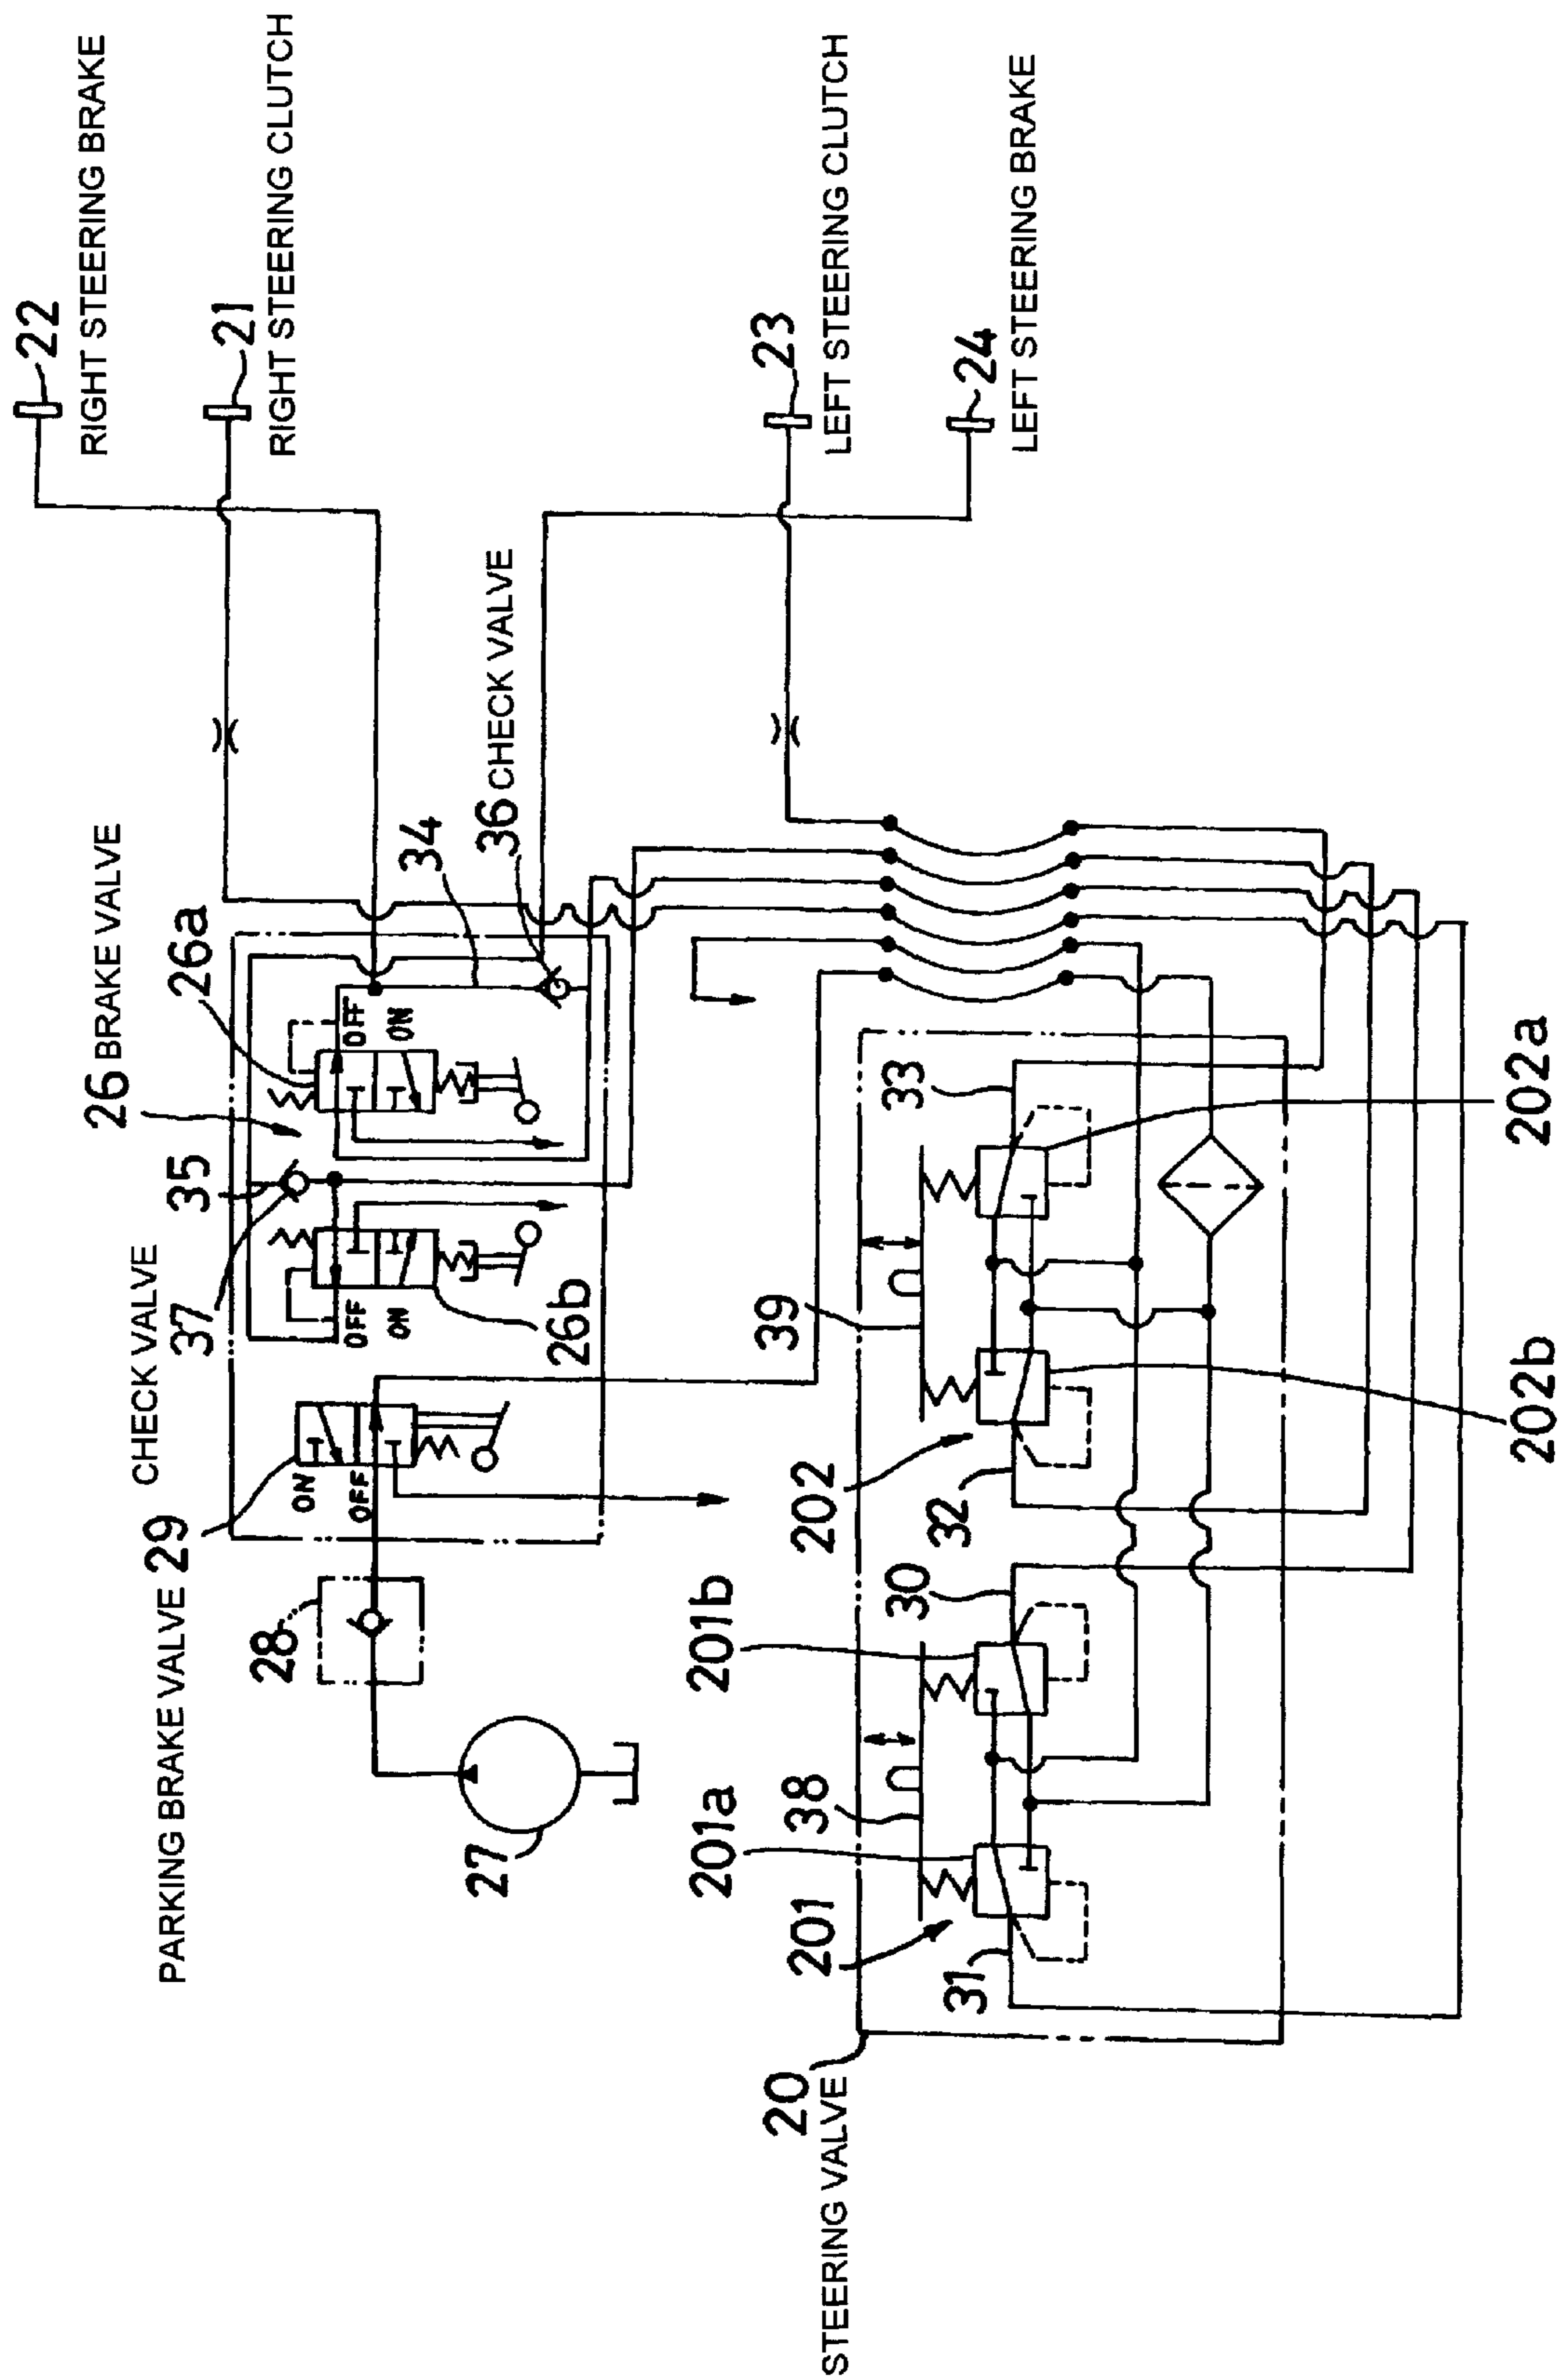 22
RIGHT STEERING BRAKE
21
RIGHT STEERING CLUTCH
23
LEFT STEERING CLUTCH
24
LEFT STEERING BRAKE
26 BRAKE VALVE
26a
34
36 CHECK VALVE
35
37
CHECK VALVE
OFF
ON
OFF
ON
26b
PARKING BRAKE VALVE 29
ON
OFF
28
27
33
202a
39
202b
202
32
30
201b
38
201a
201
31
20
STEERING VALVE